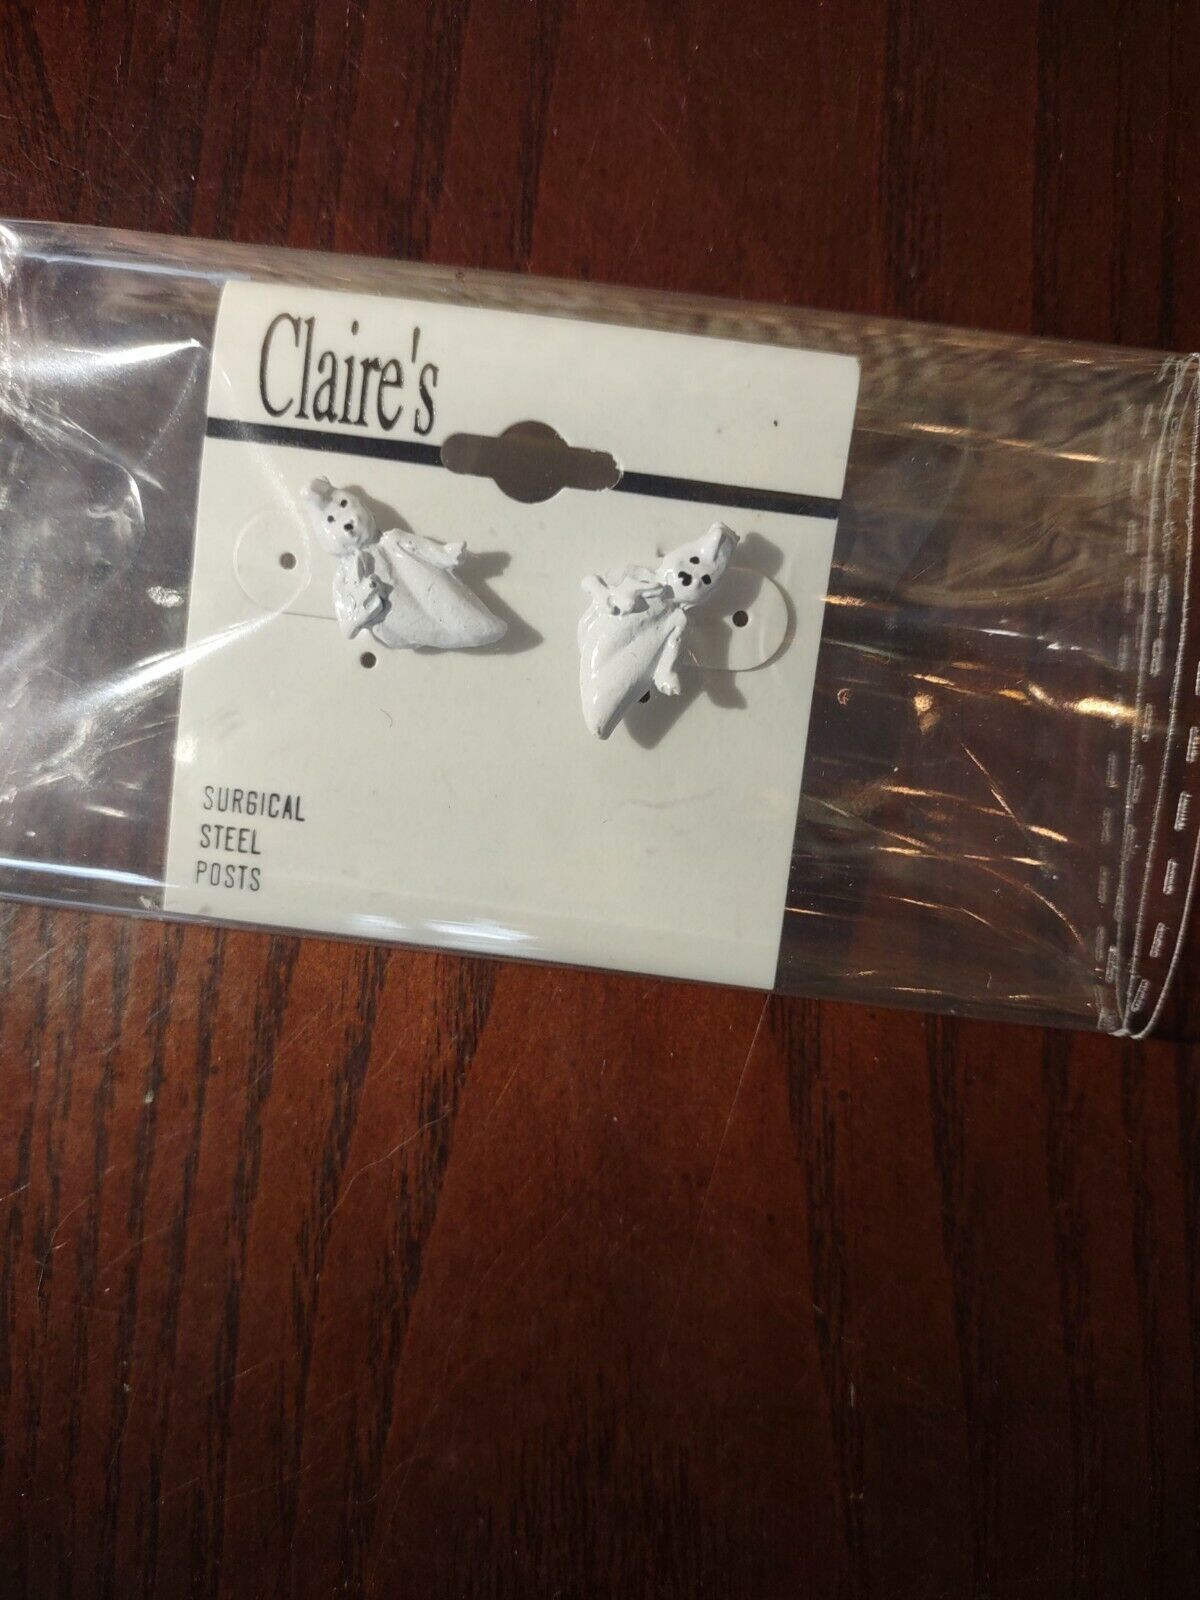 Claire's
SURGICAL
STEEL
POSTS